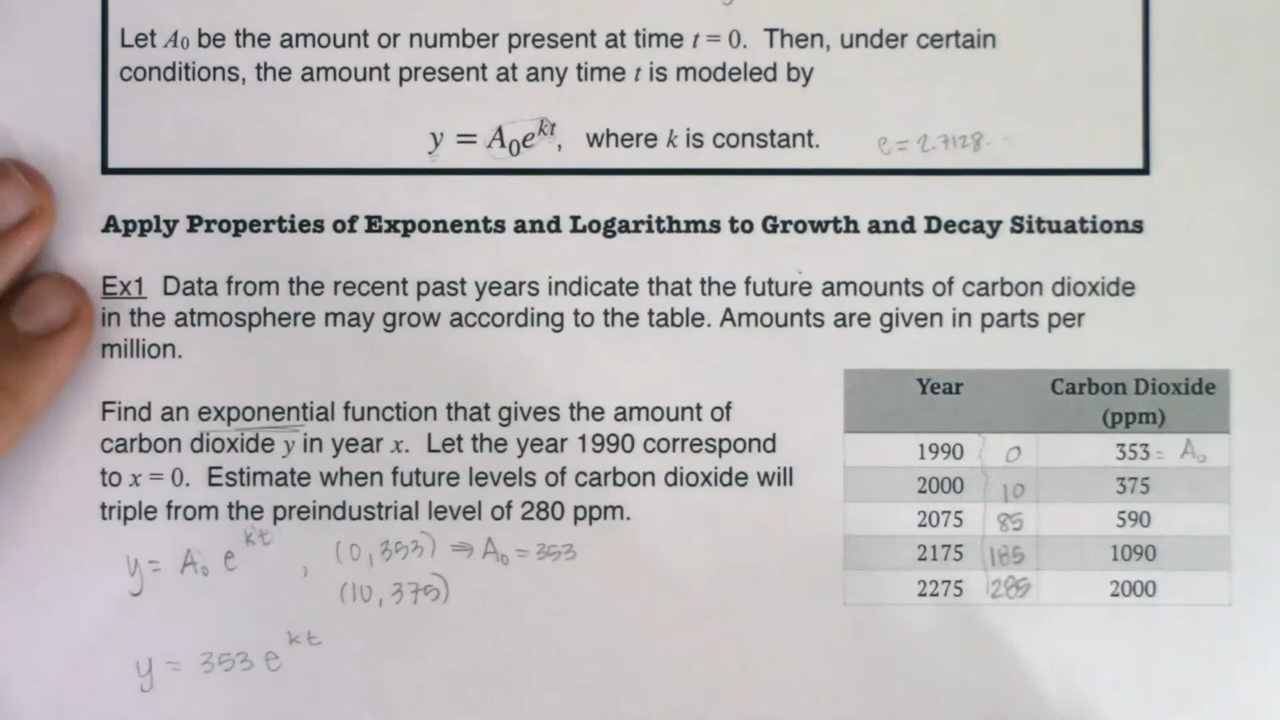 Let A₀ be the amount or number present at time t = 0. Then, under certain
conditions, the amount present at any time t is modeled by
y = A₀e^{kt}, where k is constant. e = 2.7128.
Apply Properties of Exponents and Logarithms to Growth and Decay Situations
Ex1 Data from the recent past years indicate that the future amounts of carbon dioxide
in the atmosphere may grow according to the table. Amounts are given in parts per
million.
Find an exponential function that gives the amount of
carbon dioxide y in year x. Let the year 1990 correspond
to x = 0. Estimate when future levels of carbon dioxide will
triple from the preindustrial level of 280 ppm.
y = A₀ e^{kt}, (0,353) ⇒ A₀ = 353
(10,375)
y = 353 e^{kt}
Year Carbon Dioxide
(ppm)
1990 0 353 = A₀
2000 10 375
2075 85 590
2175 185 1090
2275 285 2000